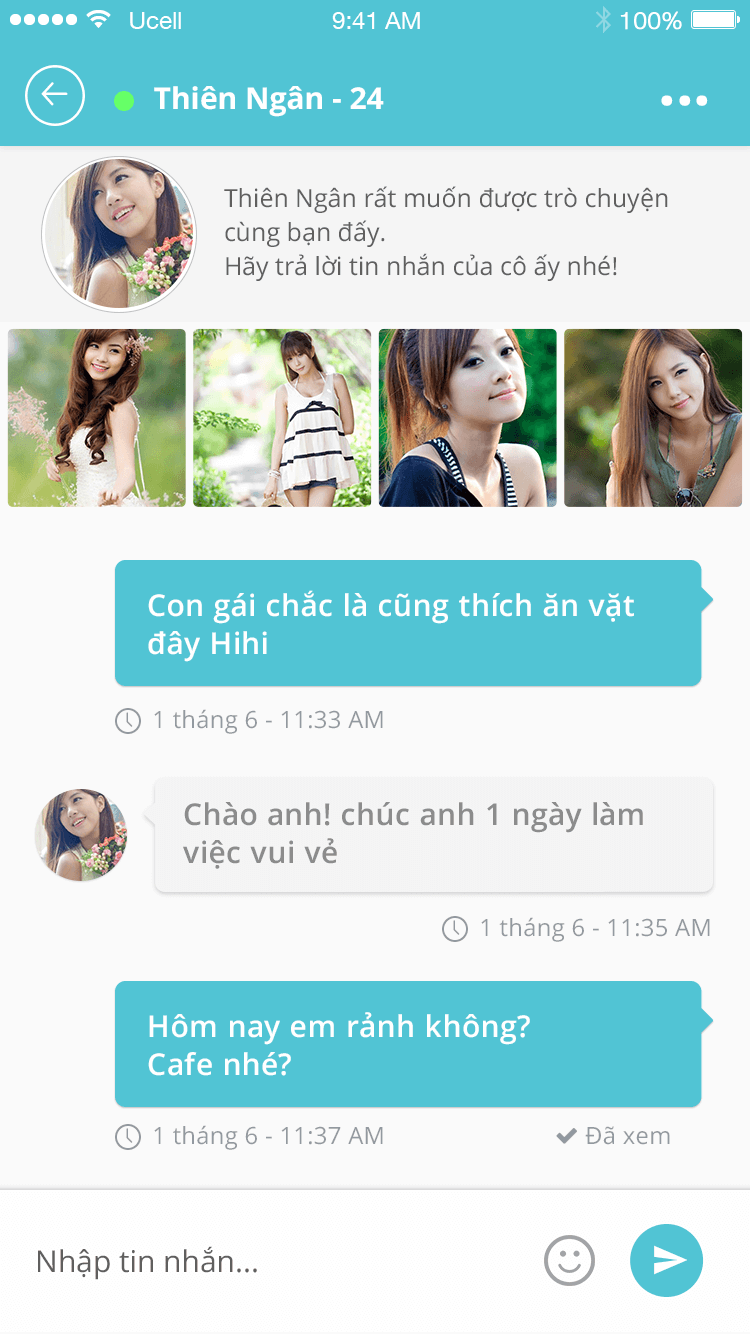 Ucell 9:41 AM 100%
Thiên Ngân - 24
Thiên Ngân rất muốn được trò chuyện
cùng bạn đấy.
Hãy trả lời tin nhắn của cô ấy nhé!
Con gái chắc là cũng thích ăn vặt
đây Hihi
1 tháng 6 - 11:33 AM
Chào anh! chúc anh 1 ngày làm
việc vui vẻ
1 tháng 6 - 11:35 AM
Hôm nay em rảnh không?
Cafe nhé?
1 tháng 6 - 11:37 AM Đã xem
Nhập tin nhắn...